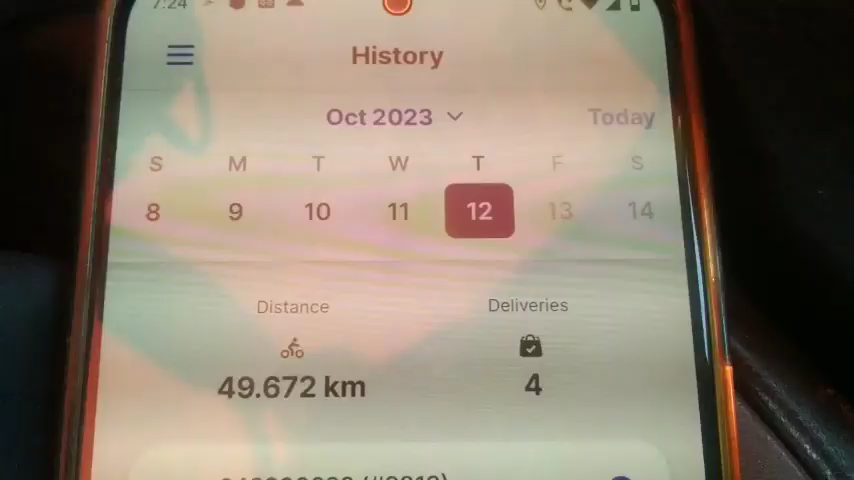 7:24
History
Oct 2023
Today
S M T W T F S
8 9 10 11 12 13 14
Distance Deliveries
49.672 km 4